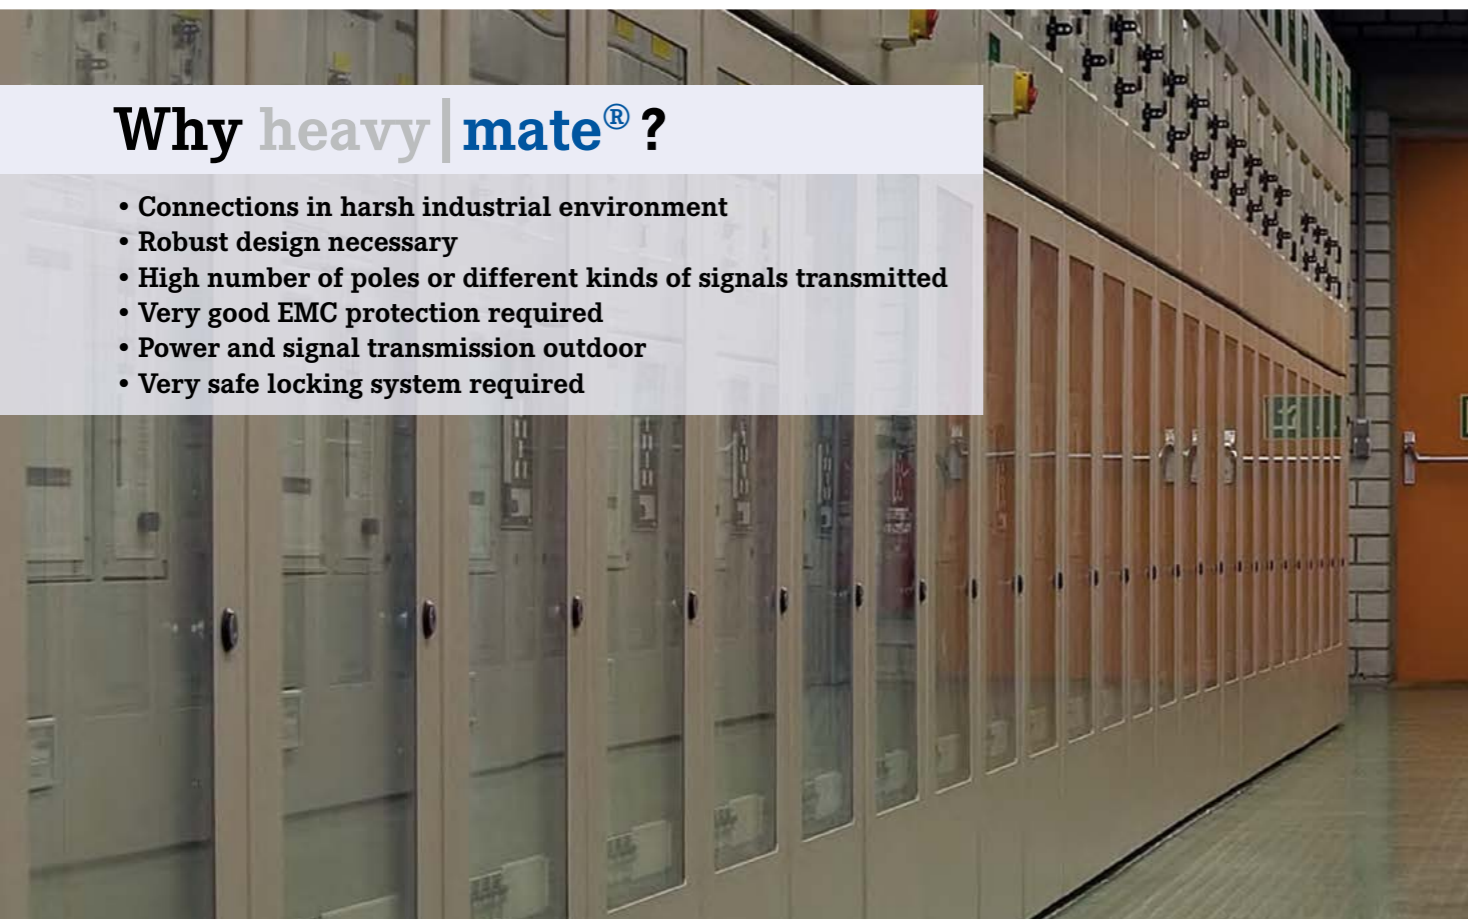 Why heavy|mate® ?
• Connections in harsh industrial environment
• Robust design necessary
• High number of poles or different kinds of signals transmitted
• Very good EMC protection required
• Power and signal transmission outdoor
• Very safe locking system required